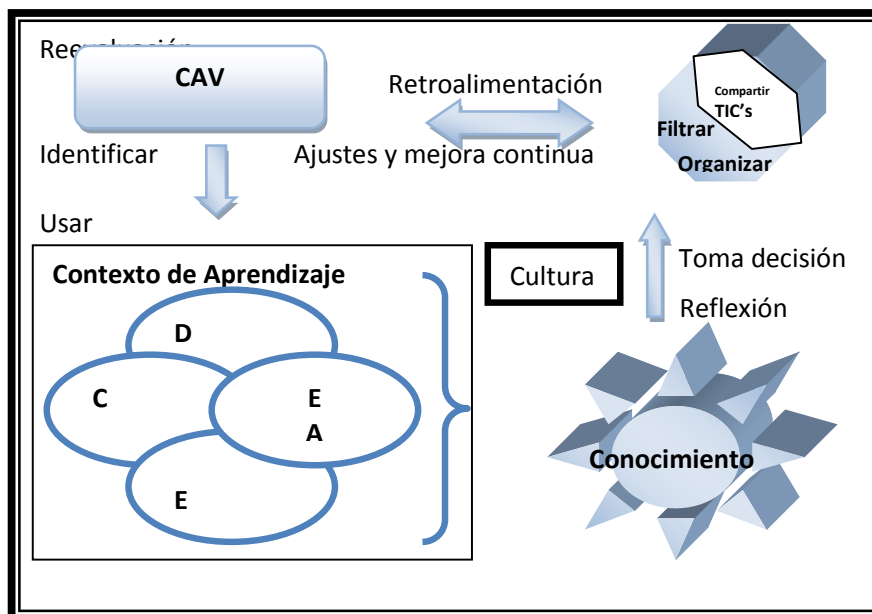 Reevaluación
CAV
Retroalimentación
Compartir
TIC’s
Filtrar
Organizar
Identificar
Ajustes y mejora continua
Usar
Contexto de Aprendizaje
Cultura
Toma decisión
Reflexión
D
C
E
A
E
Conocimiento